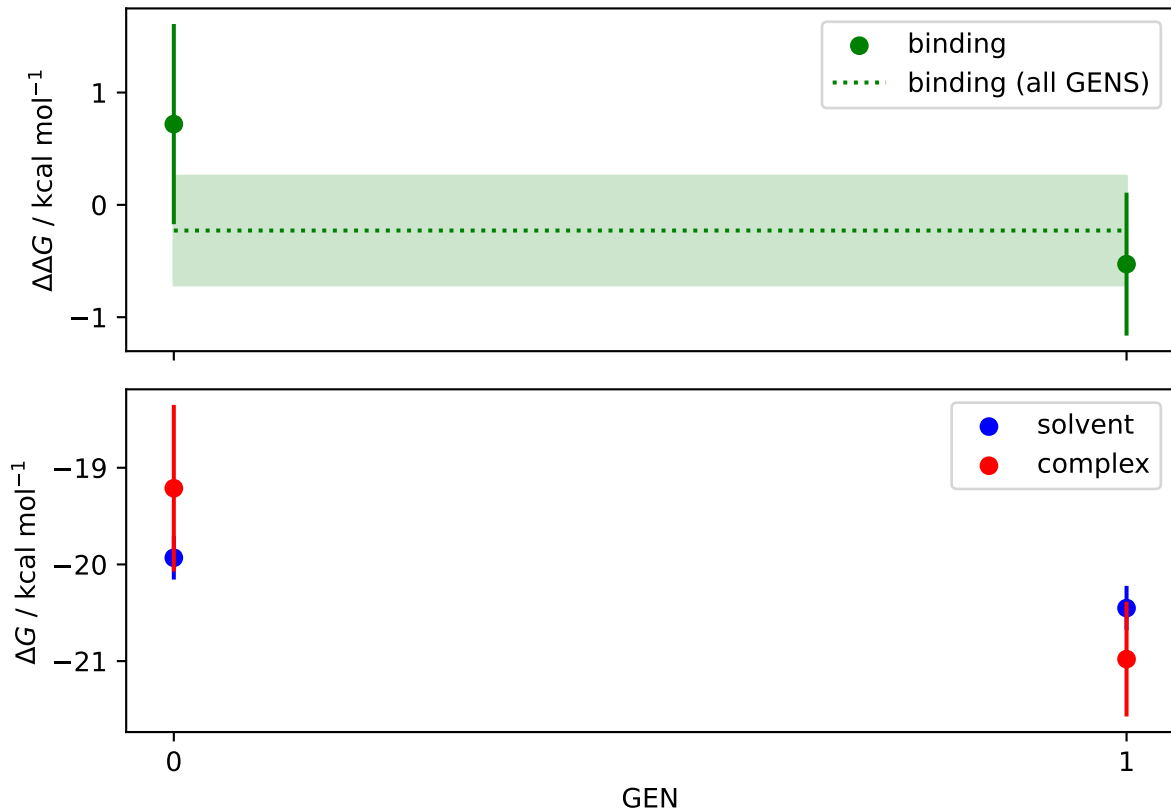 binding
binding (all GENS)
ΔΔG / kcal mol⁻¹
1
0
−1
solvent
complex
ΔG / kcal mol⁻¹
−19
−20
−21
0
1
GEN